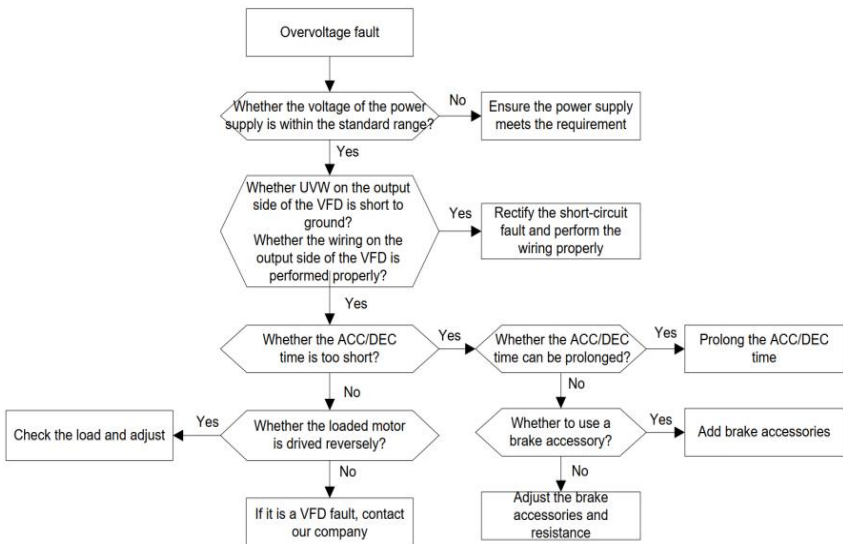 Overvoltage fault
Whether the voltage of the power
supply is within the standard range?
No
Ensure the power supply
meets the requirement
Yes
Whether UVW on the output
side of the VFD is short to
ground?
Whether the wiring on the
output side of the VFD is
performed properly?
Yes
Rectify the short-circuit
fault and perform the
wiring properly
Yes
Whether the ACC/DEC
time is too short?
Yes
Whether the ACC/DEC
time can be prolonged?
Yes
Prolong the ACC/DEC
time
No
No
Check the load and adjust
Yes
Whether the loaded motor
is drived reversely?
Whether to use a
brake accessory?
Yes
Add brake accessories
No
No
If it is a VFD fault, contact
our company
Adjust the brake
accessories and
resistance